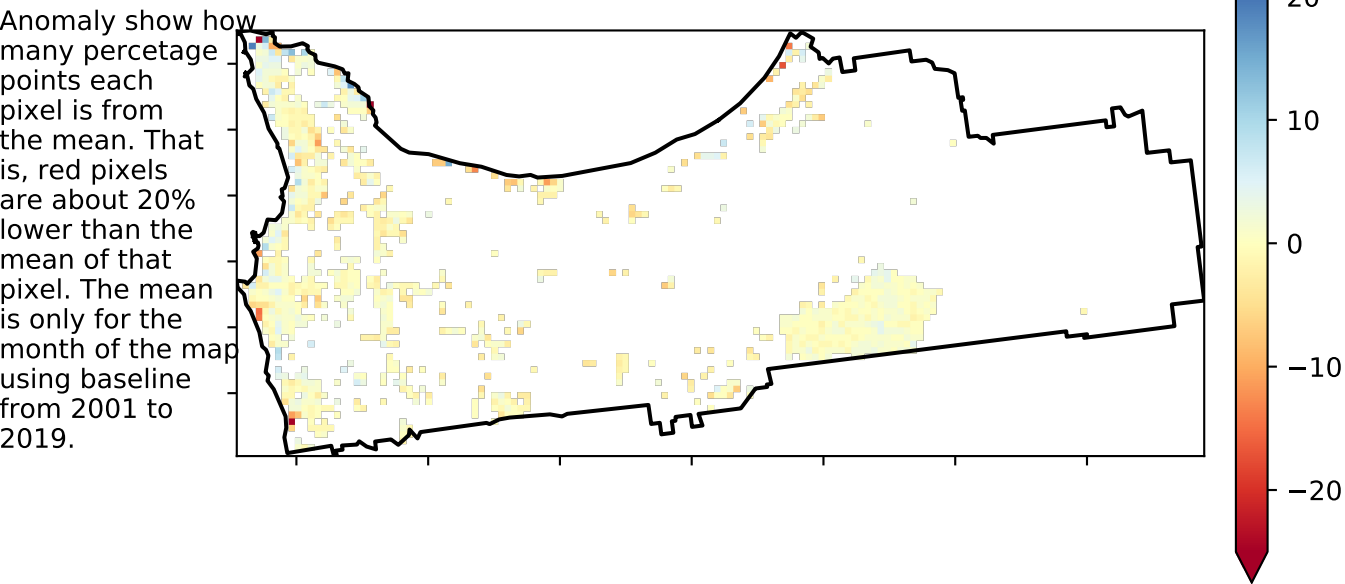 Anomaly show how
many percetage
points each
pixel is from
the mean. That
is, red pixels
are about 20%
lower than the
mean of that
pixel. The mean
is only for the
month of the map
using baseline
from 2001 to
2019.
20
10
0
−10
−20